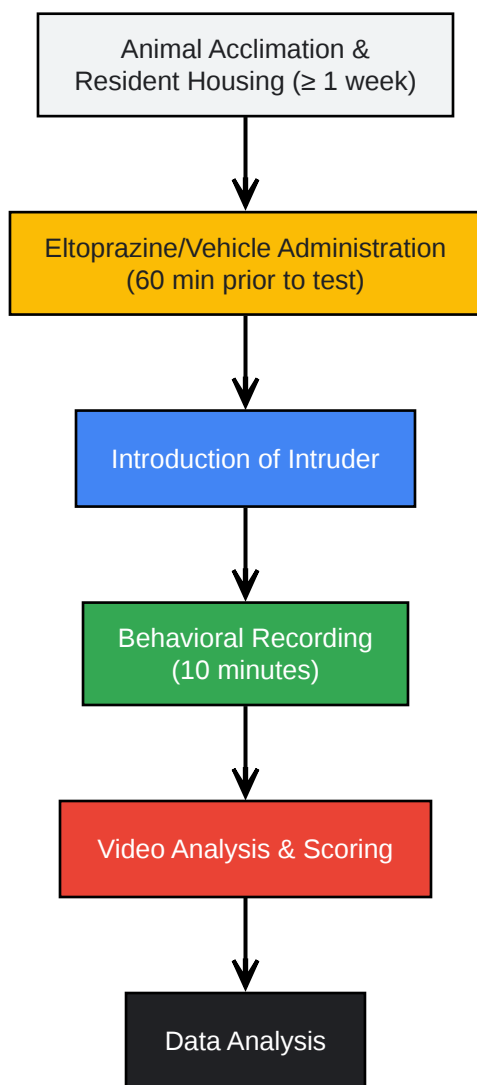 Animal Acclimation &
Resident Housing (≥ 1 week)
Eltoprazine/Vehicle Administration
(60 min prior to test)
Introduction of Intruder
Behavioral Recording
(10 minutes)
Video Analysis & Scoring
Data Analysis